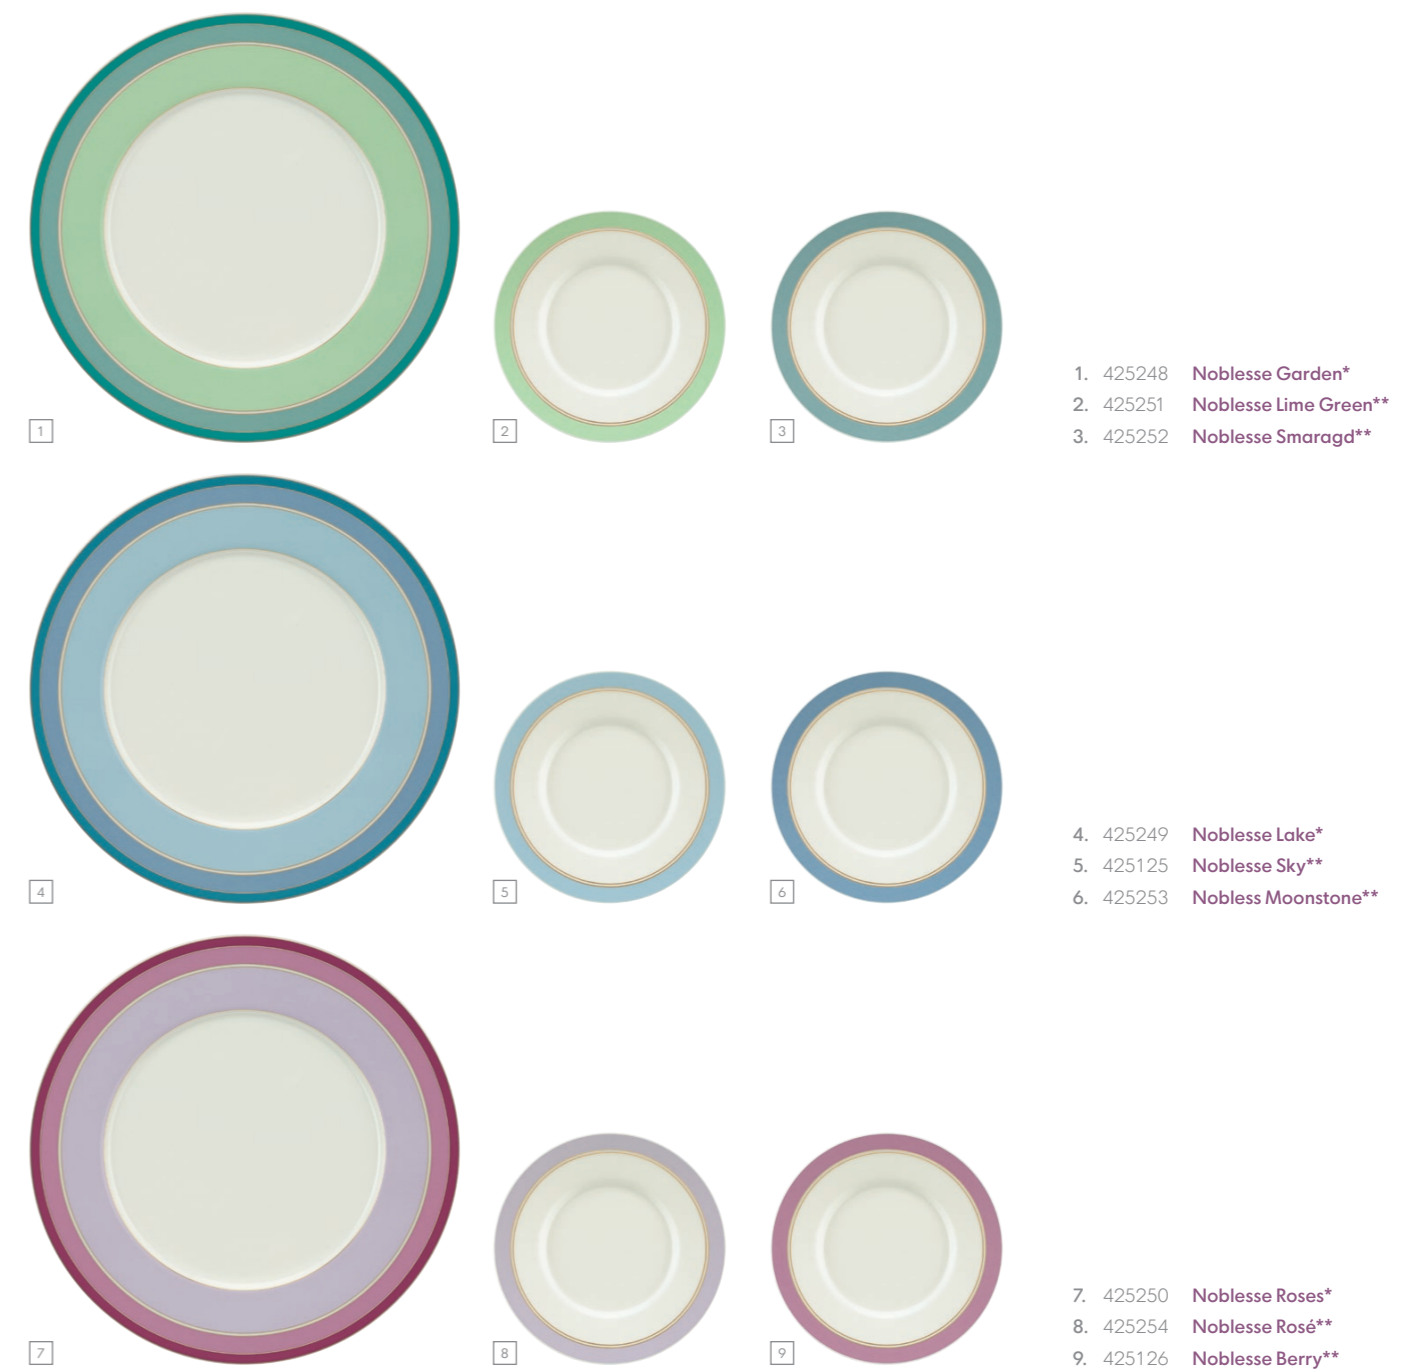 1
2
3
1. 425248 Noblesse Garden*
2. 425251 Noblesse Lime Green**
3. 425252 Noblesse Smaragd**
4
5
6
4. 425249 Noblesse Lake*
5. 425125 Noblesse Sky**
6. 425253 Nobless Moonstone**
7
8
9
7. 425250 Noblesse Roses*
8. 425254 Noblesse Rosé**
9. 425126 Noblesse Berry**